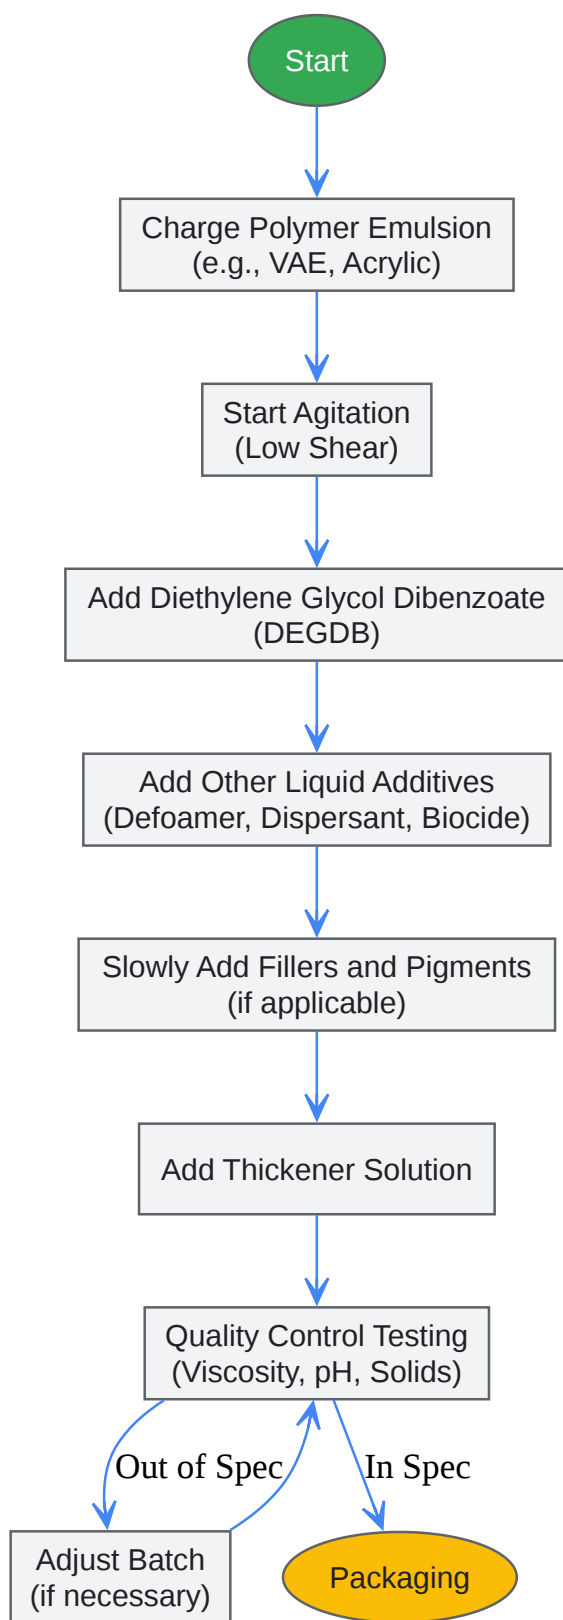 Start
Charge Polymer Emulsion
(e.g., VAE, Acrylic)
Start Agitation
(Low Shear)
Add Diethylene Glycol Dibenzoate
(DEGDB)
Add Other Liquid Additives
(Defoamer, Dispersant, Biocide)
Slowly Add Fillers and Pigments
(if applicable)
Add Thickener Solution
Quality Control Testing
(Viscosity, pH, Solids)
Out of Spec
In Spec
Adjust Batch
(if necessary)
Packaging